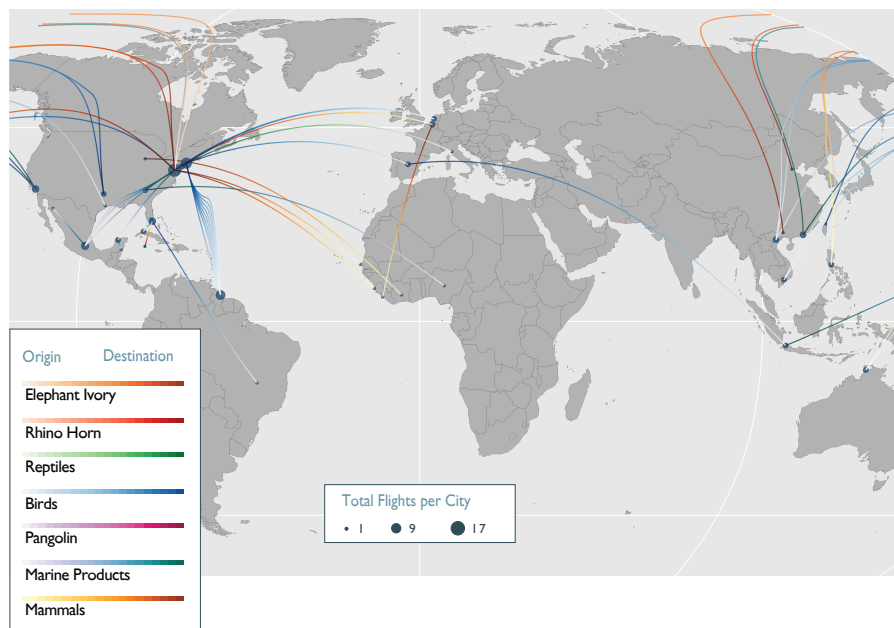 Origin Destination
Elephant Ivory
Rhino Horn
Reptiles
Birds
Pangolin
Marine Products
Mammals
Total Flights per City
1 9 17